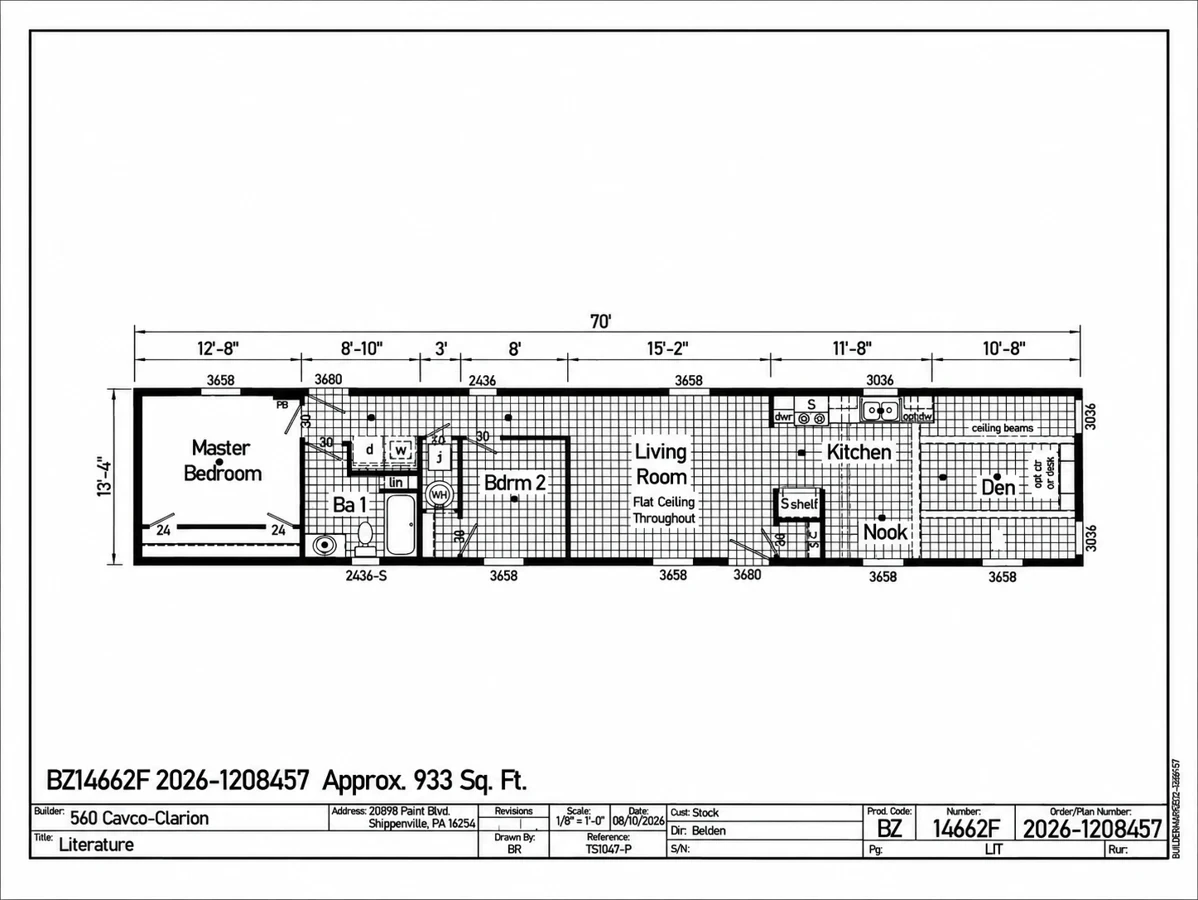 70'
12'-8" 8'-10" 3' 8' 15'-2" 11'-8" 10'-8"
3658 3680 2436 3658 3036
13'-4"
PB
30
30
30
30
S
dwr
opt dw
3036
ceiling beams
Master
Bedroom
d
w
j
lin
WH
Ba 1
Bdrm 2
Living
Room
Flat Ceiling
Throughout
Kitchen
S shelf
Den
opt ctr
or desk
Nook
24
24
30
30
3036
2436-S
3658
3658
3680
3658
3658
BZ14662F 2026-1208457 Approx. 933 Sq. Ft.
Builder: 560 Cavco-Clarion
Address: 20898 Paint Blvd.
Shippenville, PA 16254
Revisions
Scale:
1/8" = 1'-0"
Date:
08/10/2026
Cust: Stock
Dir: Belden
S/N:
Prod. Code:
BZ
Number:
14662F
Order/Plan Number:
2026-1208457
Title: Literature
Drawn By:
BR
Reference:
TS1047-P
Pg: LIT
Rur: